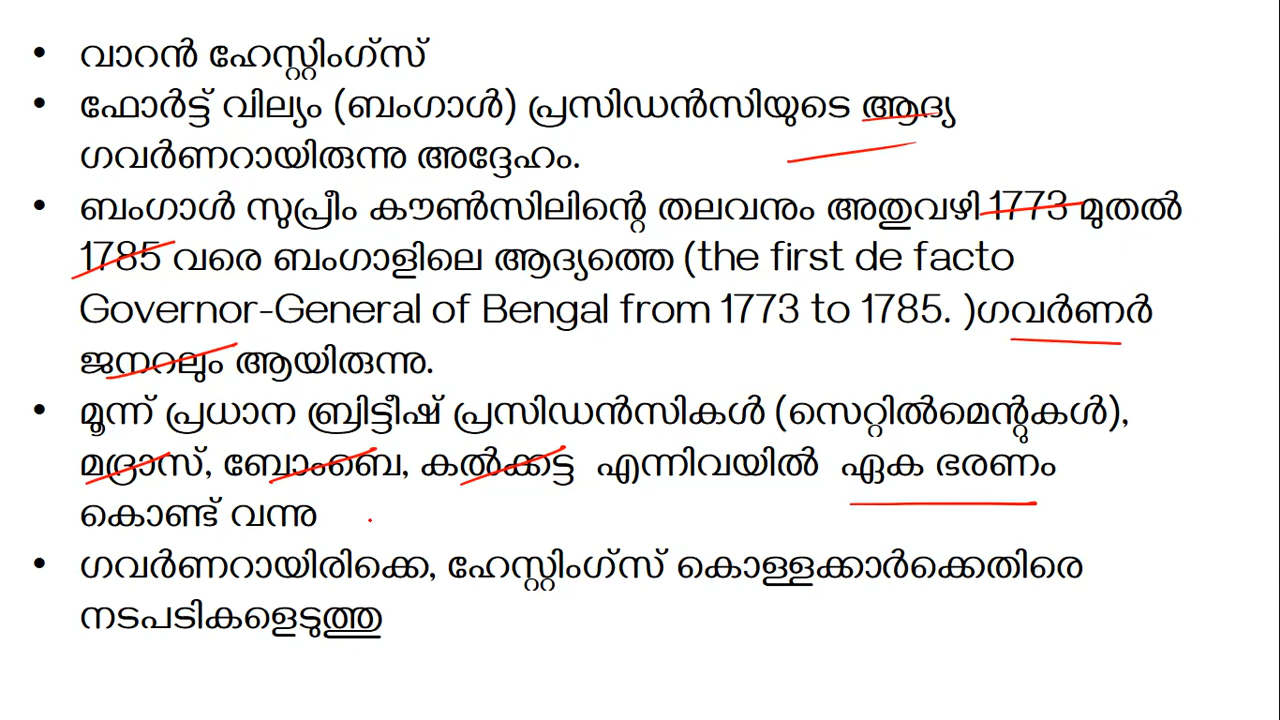 • വാറൻ ഹേസ്റ്റിംഗ്സ്
• ഫോർട്ട് വില്യം (ബംഗാൾ) പ്രസിഡൻസിയുടെ ആദ്യ
ഗവർണറായിരുന്നു അദ്ദേഹം.
• ബംഗാൾ സുപ്രീം കൗൺസിലിന്റെ തലവനും അതുവഴി 1773 മുതൽ
1785 വരെ ബംഗാളിലെ ആദ്യത്തെ (the first de facto
Governor-General of Bengal from 1773 to 1785. )ഗവർണർ
ജനറലും ആയിരുന്നു.
• മൂന്ന് പ്രധാന ബ്രിട്ടീഷ് പ്രസിഡൻസികൾ (സെറ്റിൽമെന്റുകൾ),
മദ്രാസ്, ബോംബെ, കൽക്കട്ട എന്നിവയിൽ ഏക ഭരണം
കൊണ്ട് വന്നു
• ഗവർണറായിരിക്കെ, ഹേസ്റ്റിംഗ്സ് കൊള്ളക്കാർക്കെതിരെ
നടപടികളെടുത്തു